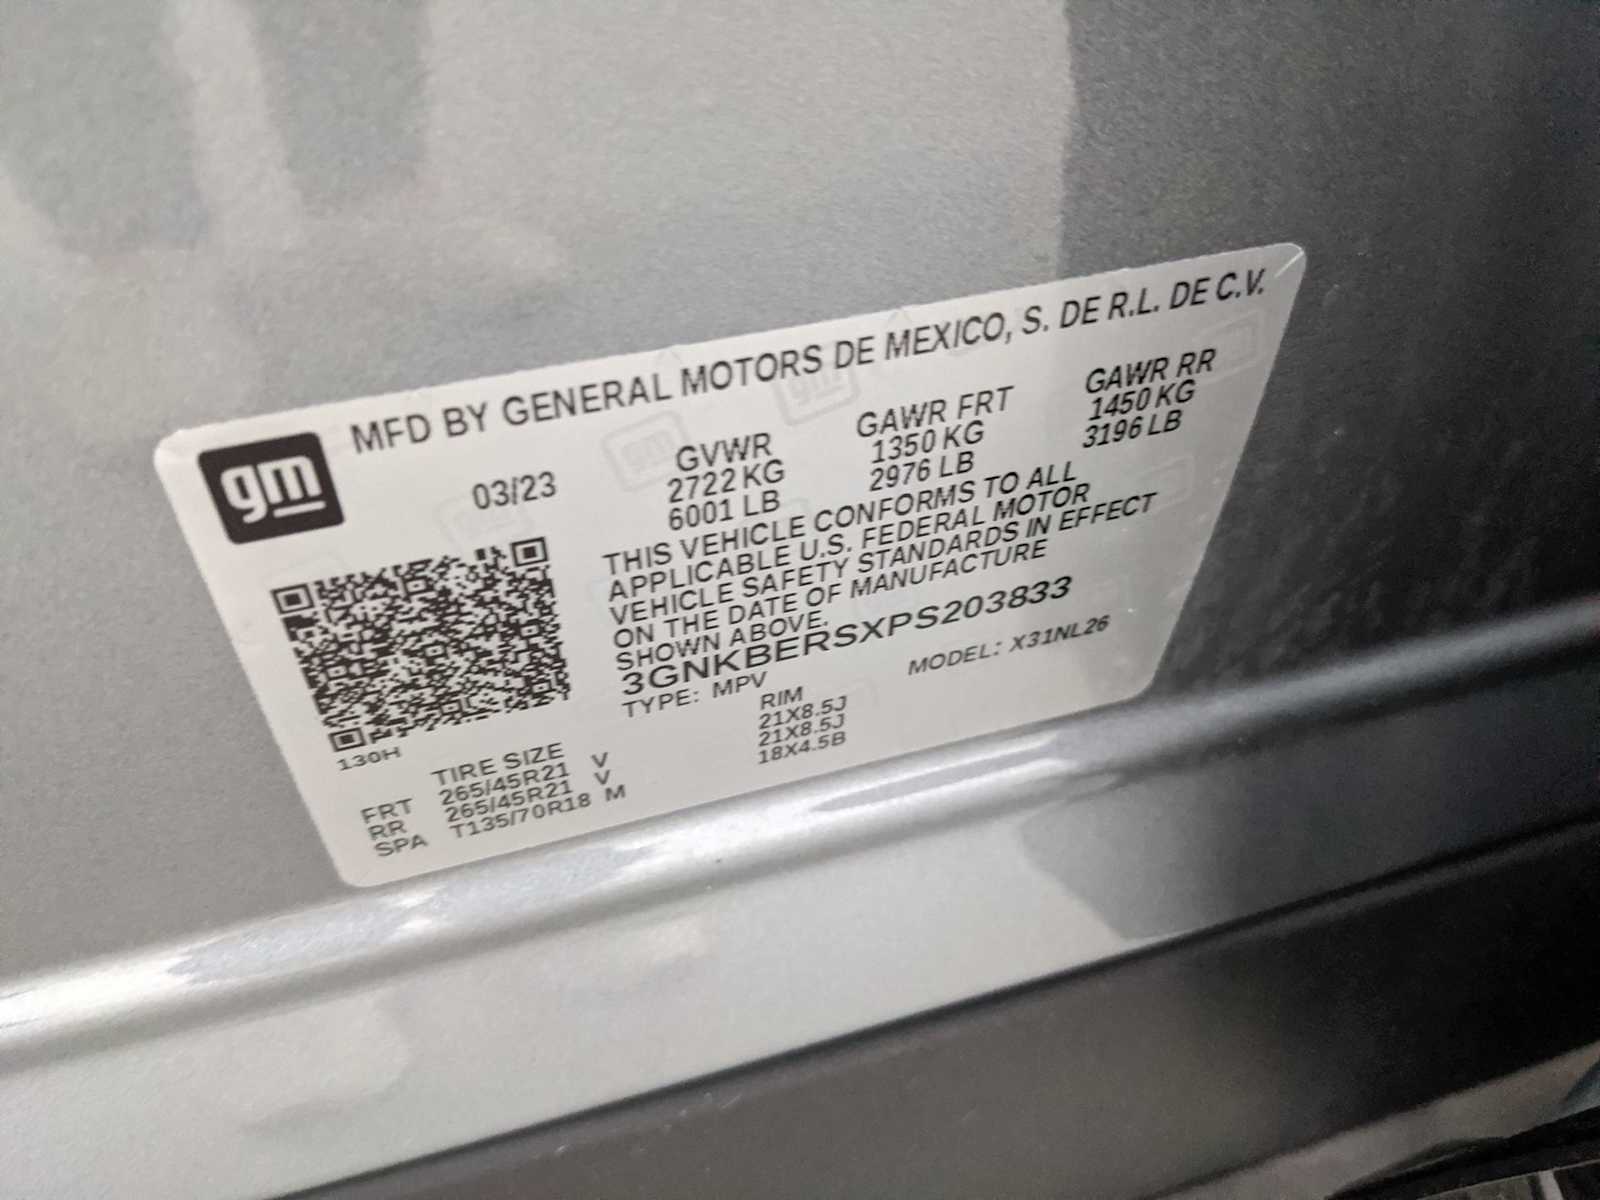 MFD BY GENERAL MOTORS DE MEXICO, S. DE R.L. DE C.V.
gm
03/23
GVWR
2722 KG
6001 LB
GAWR FRT
1350 KG
2976 LB
GAWR RR
1450 KG
3196 LB
THIS VEHICLE CONFORMS TO ALL
APPLICABLE U.S. FEDERAL MOTOR
VEHICLE SAFETY STANDARDS IN EFFECT
ON THE DATE OF MANUFACTURE
SHOWN ABOVE.
3GNKBERSXPS203833
TYPE: MPV
MODEL: X31NL26
130H
TIRE SIZE RIM
FRT 265/45R21 V 21X8.5J
RR 265/45R21 V 21X8.5J
SPA T135/70R18 M 18X4.5B